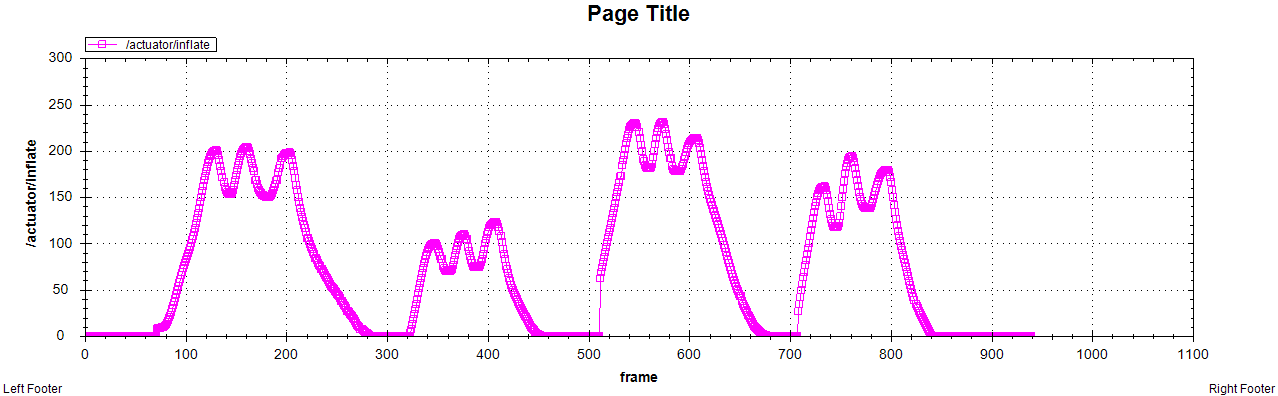 Page Title
/actuator/inflate
300
250
200
150
100
50
0
/actuator/inflate
0 100 200 300 400 500 600 700 800 900 1000 1100
frame
Left Footer Right Footer